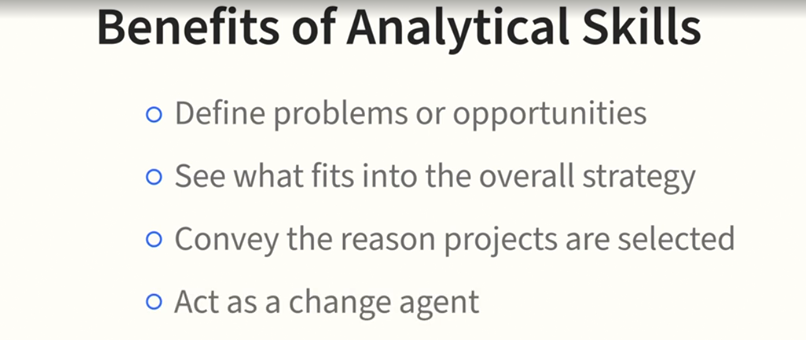 Benefits of Analytical Skills
Define problems or opportunities
See what fits into the overall strategy
Convey the reason projects are selected
Act as a change agent